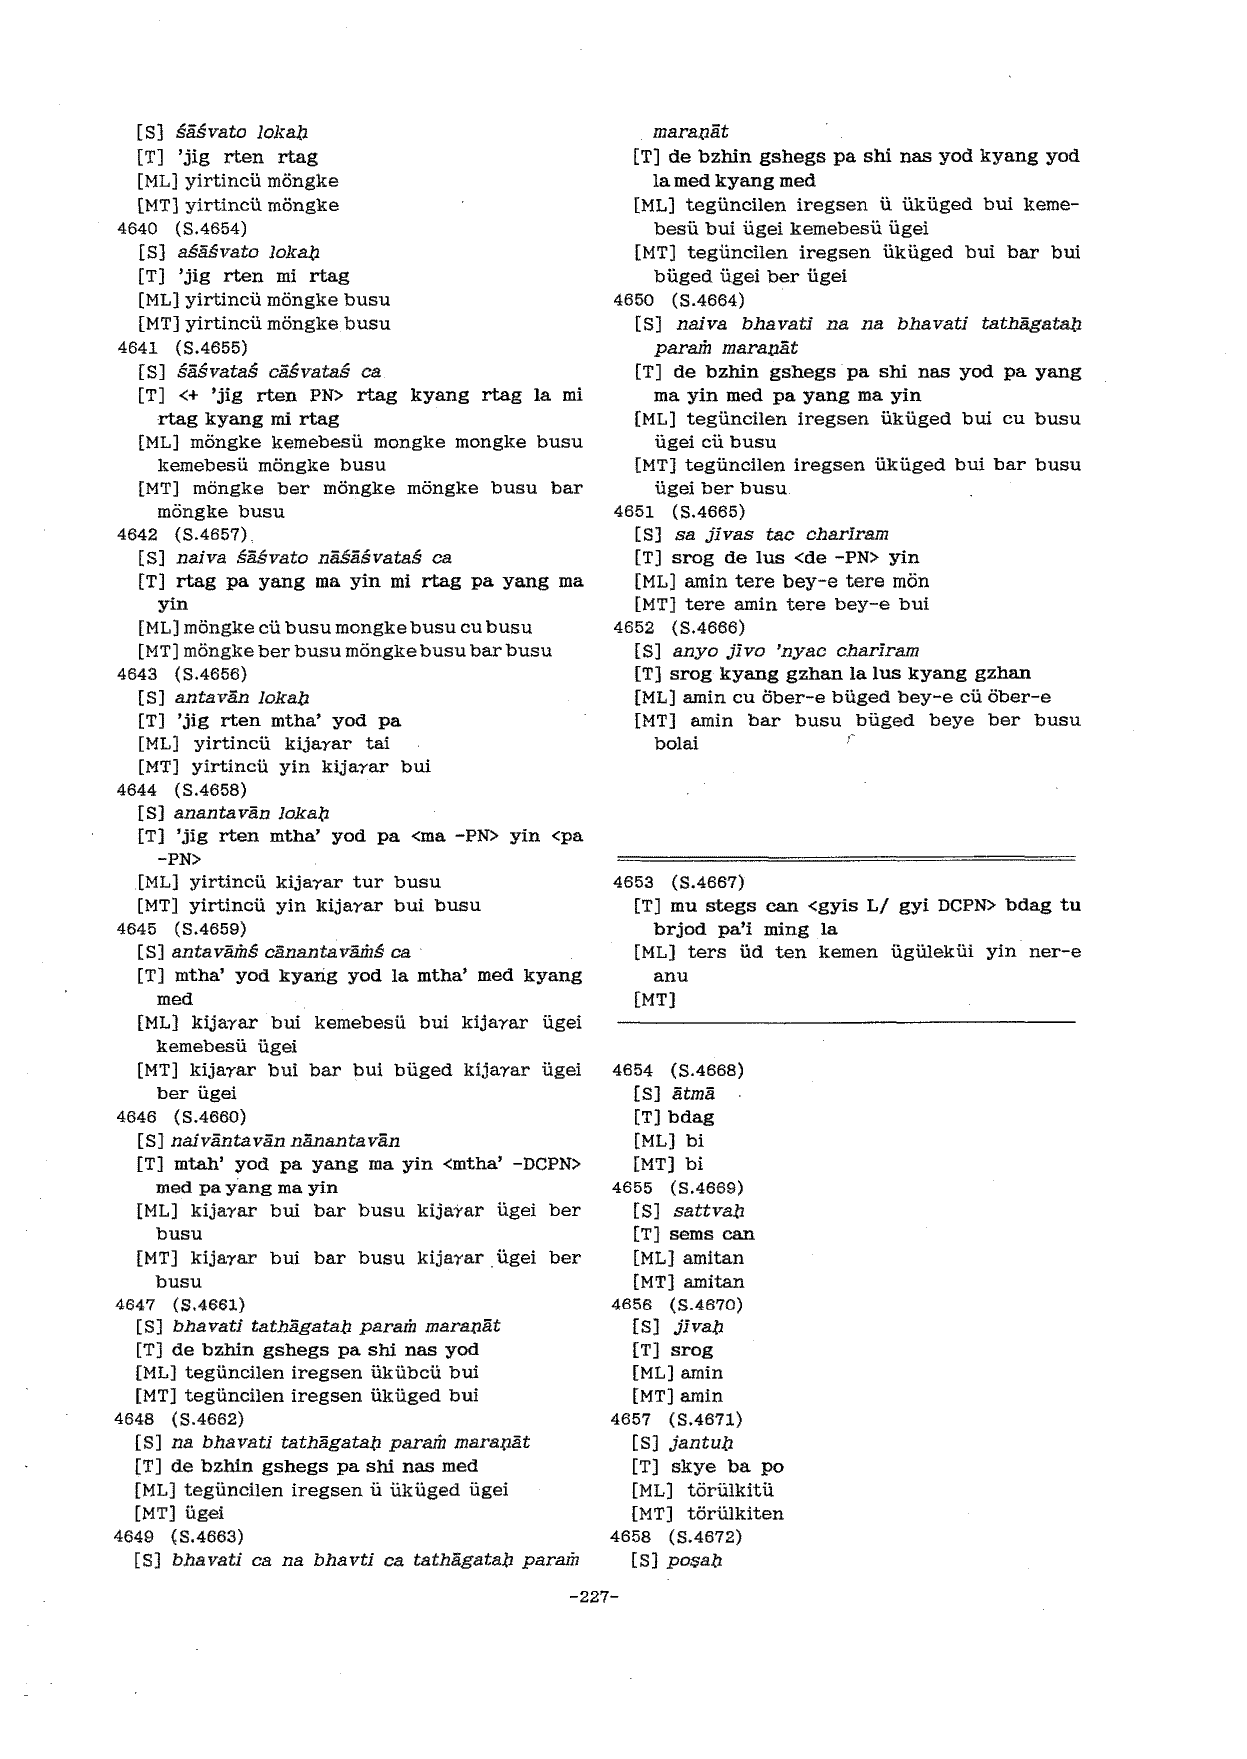 [S] śāśvato lokaḥ
[T] 'jig rten rtag
[ML] yirtincü möngke
[MT] yirtincü möngke
4640 (S.4654)
[S] aśāśvato lokaḥ
[T] 'jig rten mi rtag
[ML] yirtincü möngke busu
[MT] yirtincü möngke busu
4641 (S.4655)
[S] śāśvataś cāśvataś ca
[T] <+ 'jig rten PN> rtag kyang rtag la mi
rtag kyang mi rtag
[ML] möngke kemebesü mongke mongke busu
kemebesü möngke busu
[MT] möngke ber möngke möngke busu bar
möngke busu
4642 (S.4657)
[S] naiva śāśvato nāśāśvataś ca
[T] rtag pa yang ma yin mi rtag pa yang ma
yin
[ML] möngke cü busu mongke busu cu busu
[MT] möngke ber busu möngke busu bar busu
4643 (S.4656)
[S] antavān lokaḥ
[T] 'jig rten mtha' yod pa
[ML] yirtincü kijaγar tai
[MT] yirtincü yin kijaγar bui
4644 (S.4658)
[S] anantavān lokaḥ
[T] 'jig rten mtha' yod pa <ma -PN> yin <pa
-PN>
[ML] yirtincü kijaγar tur busu
[MT] yirtincü yin kijaγar bui busu
4645 (S.4659)
[S] antavāṁś cānantavāṁś ca
[T] mtha' yod kyang yod la mtha' med kyang
med
[ML] kijaγar bui kemebesü bui kijaγar ügei
kemebesü ügei
[MT] kijaγar bui bar bui büged kijaγar ügei
ber ügei
4646 (S.4660)
[S] naivāntavān nānantavān
[T] mtah' yod pa yang ma yin <mtha' -DCPN>
med pa yang ma yin
[ML] kijaγar bui bar busu kijaγar ügei ber
busu
[MT] kijaγar bui bar busu kijaγar ügei ber
busu
4647 (S.4661)
[S] bhavati tathāgataḥ paraṁ maraṇāt
[T] de bzhin gshegs pa shi nas yod
[ML] tegüncilen iregsen ükübcü bui
[MT] tegüncilen iregsen üküged bui
4648 (S.4662)
[S] na bhavati tathāgataḥ paraṁ maraṇāt
[T] de bzhin gshegs pa shi nas med
[ML] tegüncilen iregsen ü üküged ügei
[MT] ügei
4649 (S.4663)
[S] bhavati ca na bhavti ca tathāgataḥ paraṁ
maraṇāt
[T] de bzhin gshegs pa shi nas yod kyang yod
la med kyang med
[ML] tegüncilen iregsen ü üküged bui keme-
besü bui ügei kemebesü ügei
[MT] tegüncilen iregsen üküged bui bar bui
büged ügei ber ügei
4650 (S.4664)
[S] naiva bhavati na na bhavati tathāgataḥ
paraṁ maraṇāt
[T] de bzhin gshegs pa shi nas yod pa yang
ma yin med pa yang ma yin
[ML] tegüncilen iregsen üküged bui cu busu
ügei cü busu
[MT] tegüncilen iregsen üküged bui bar busu
ügei ber busu
4651 (S.4665)
[S] sa jīvas tac charīram
[T] srog de lus <de -PN> yin
[ML] amin tere bey-e tere mön
[MT] tere amin tere bey-e bui
4652 (S.4666)
[S] anyo jīvo 'nyac charīram
[T] srog kyang gzhan la lus kyang gzhan
[ML] amin cu öber-e büged bey-e cü öber-e
[MT] amin bar busu büged beye ber busu
bolai
4653 (S.4667)
[T] mu stegs can <gyis L/ gyi DCPN> bdag tu
brjod pa'i ming la
[ML] ters üd ten kemen ügüleküi yin ner-e
anu
[MT]
4654 (S.4668)
[S] ātmā
[T] bdag
[ML] bi
[MT] bi
4655 (S.4669)
[S] sattvaḥ
[T] sems can
[ML] amitan
[MT] amitan
4656 (S.4670)
[S] jīvaḥ
[T] srog
[ML] amin
[MT] amin
4657 (S.4671)
[S] jantuḥ
[T] skye ba po
[ML] törülkitü
[MT] törülkiten
4658 (S.4672)
[S] poṣaḥ
-227-